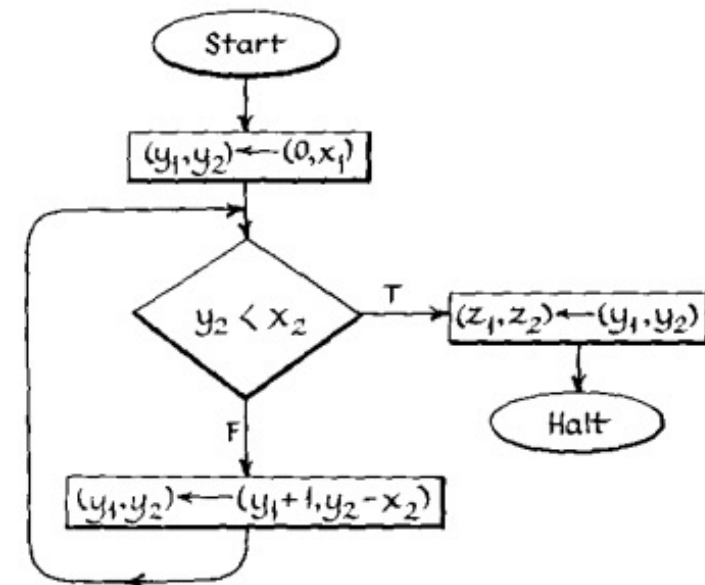 Start
(y₁,y₂)←(0,x₁)
y₂ < x₂
T
(z₁,z₂)←(y₁,y₂)
Halt
F
(y₁,y₂)←(y₁+1,y₂-x₂)